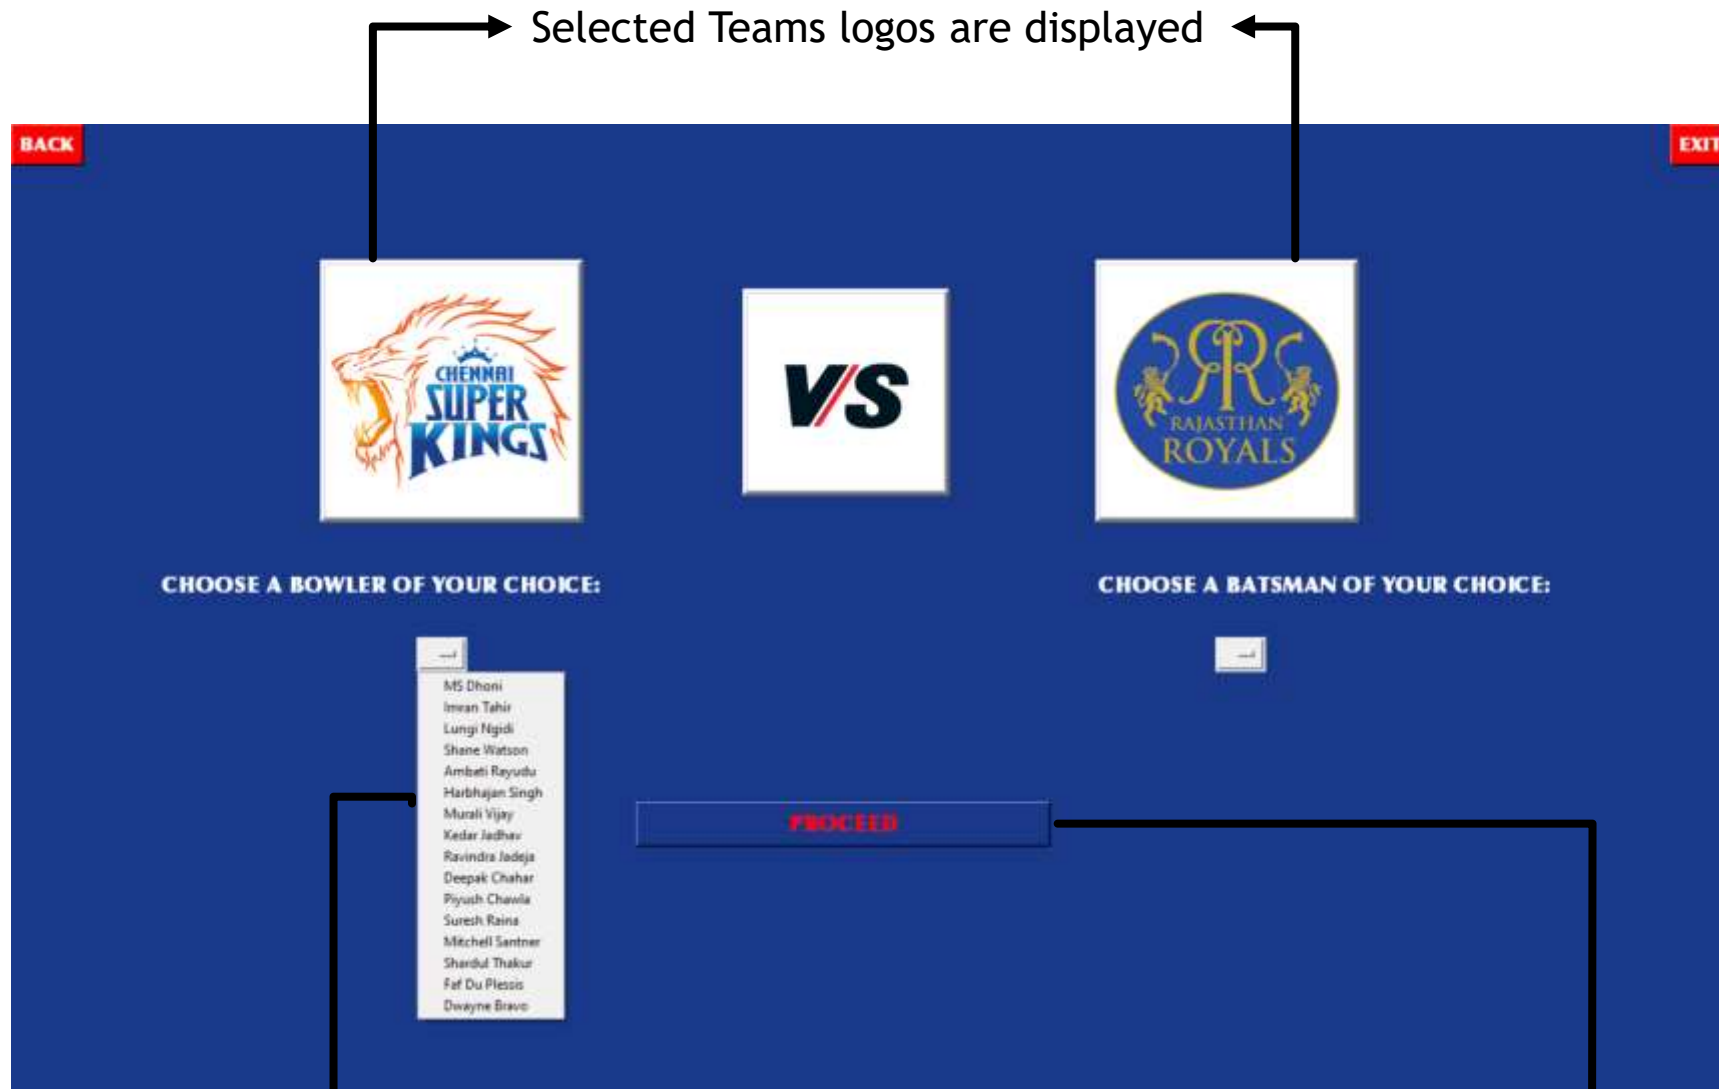 Selected Teams logos are displayed
BACK
EXIT
CHENNAI
SUPER
KINGS
V/S
RR
RAJASTHAN
ROYALS
CHOOSE A BOWLER OF YOUR CHOICE:
CHOOSE A BATSMAN OF YOUR CHOICE:
MS Dhoni
Imran Tahir
Lungi Ngidi
Shane Watson
Ambati Rayudu
Harbhajan Singh
Murali Vijay
Kedar Jadhav
Ravindra Jadeja
Deepak Chahar
Piyush Chawla
Suresh Raina
Mitchell Santner
Shardul Thakur
Faf Du Plessis
Dwayne Bravo
PROCEED